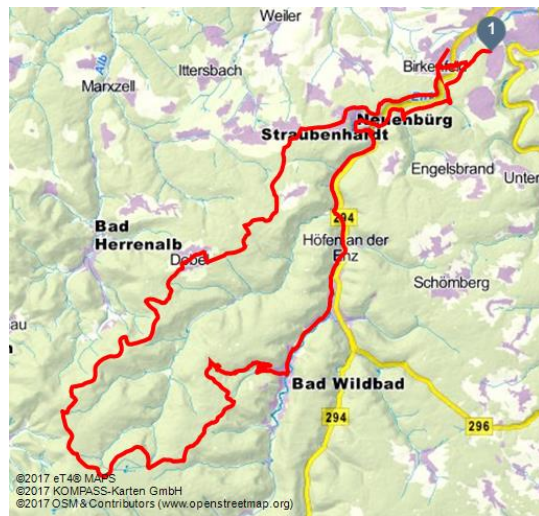 Weiler
1
Alb
Ittersbach
Birkenfeld
Marxzell
Enz
Neuenbürg
Straubenhardt
Engelsbrand
Unter
294
Bad
Herrenalb
Höfen an der
Enz
Dobel
Schömberg
au
n
Bad Wildbad
294
296
©2017 eT4® MAPS
©2017 KOMPASS-Karten GmbH
©2017 OSM & Contributors (www.openstreetmap.org)